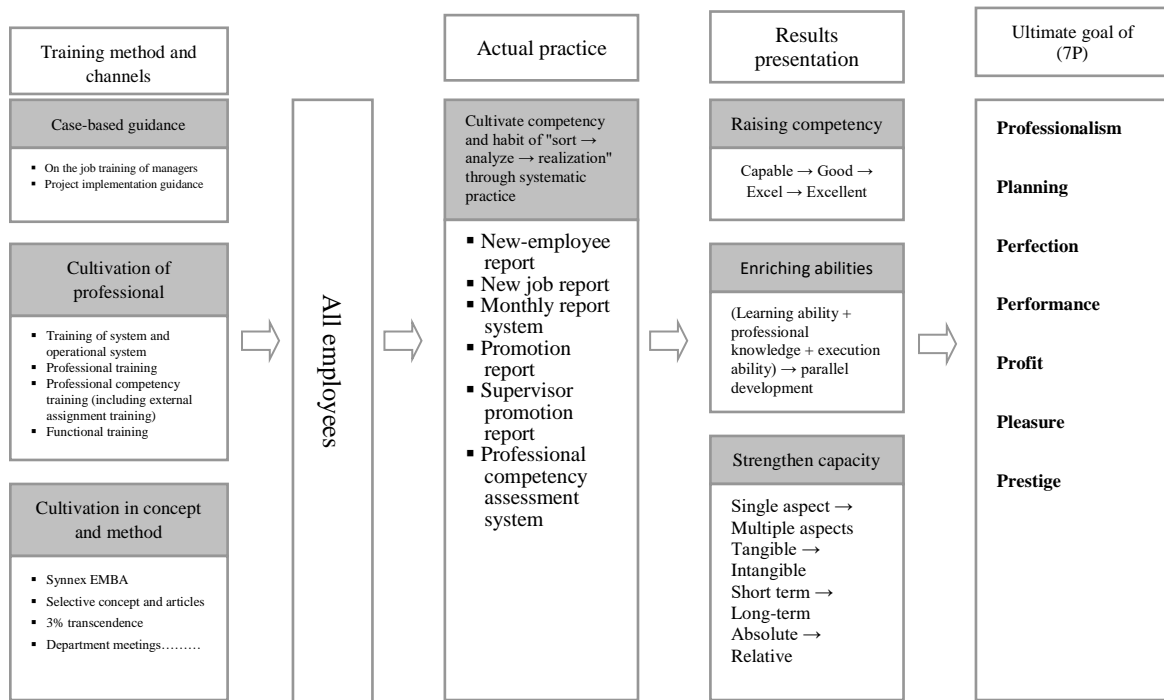 Training method and
channels
Case-based guidance
▪ On the job training of managers
▪ Project implementation guidance
Cultivation of
professional
▪ Training of system and
operational system
▪ Professional training
▪ Professional competency
training (including external
assignment training)
▪ Functional training
Cultivation in concept
and method
▪ Synnex EMBA
▪ Selective concept and articles
▪ 3% transcendence
▪ Department meetings………
All employees
Actual practice
Cultivate competency
and habit of "sort →
analyze → realization"
through systematic
practice
▪ New-employee
report
▪ New job report
▪ Monthly report
system
▪ Promotion
report
▪ Supervisor
promotion
report
▪ Professional
competency
assessment
system
Results
presentation
Raising competency
Capable → Good →
Excel → Excellent
Enriching abilities
(Learning ability +
professional
knowledge + execution
ability) → parallel
development
Strengthen capacity
Single aspect →
Multiple aspects
Tangible →
Intangible
Short term →
Long-term
Absolute →
Relative
Ultimate goal of
(7P)
Professionalism
Planning
Perfection
Performance
Profit
Pleasure
Prestige